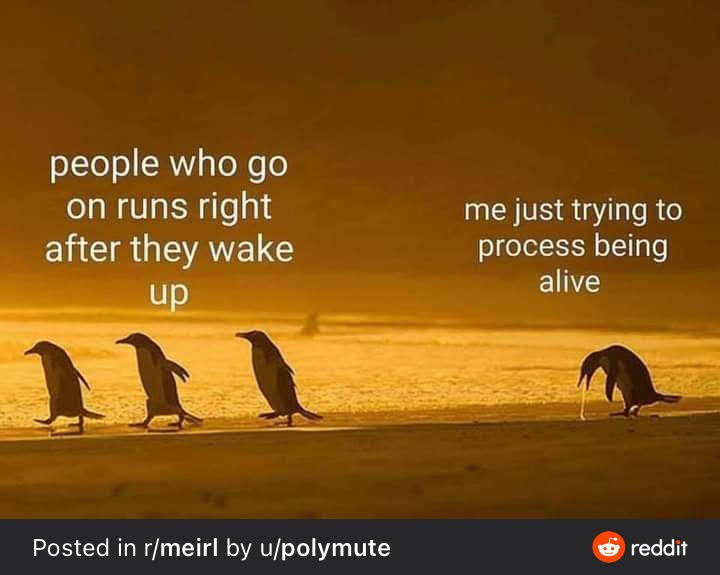 people who go
on runs right
after they wake
up
me just trying to
process being
alive
Posted in r/meirl by u/polymute
reddit